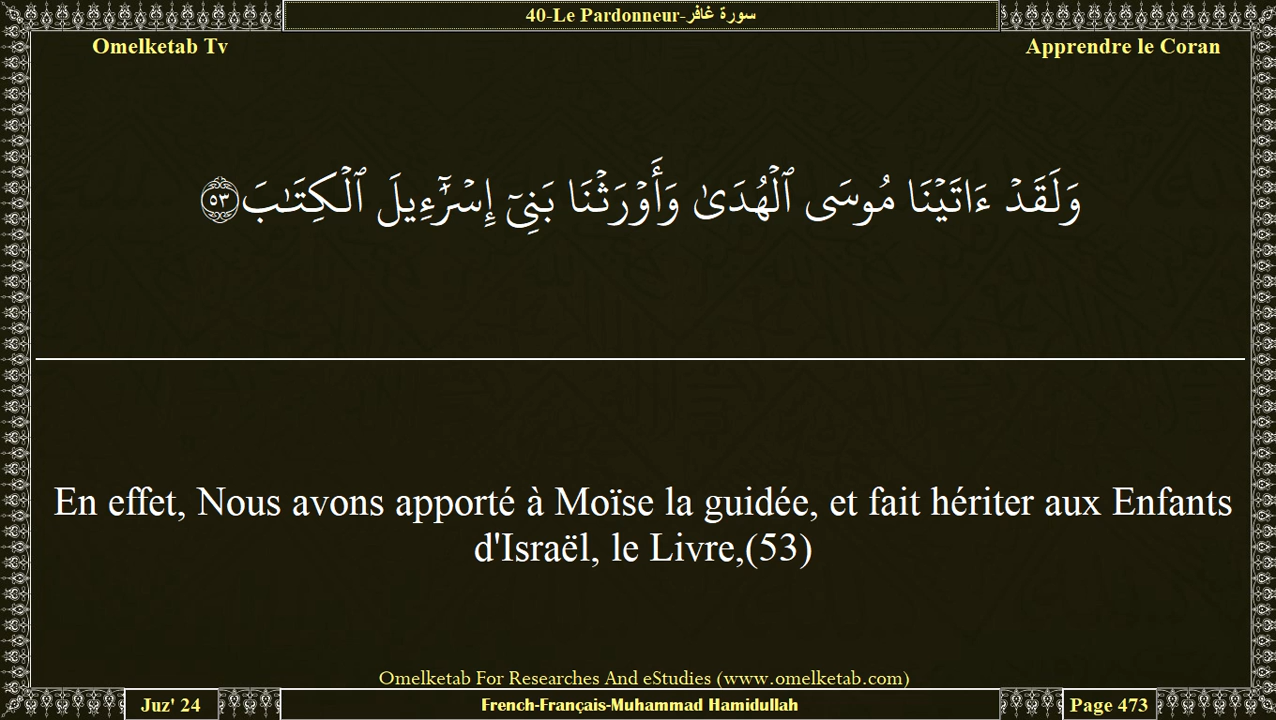 40-Le Pardonneur-سورة غافر
Omelketab Tv
Apprendre le Coran
وَلَقَدۡ ءَاتَيۡنَا مُوسَى ٱلۡهُدَىٰ وَأَوۡرَثۡنَا بَنِيٓ إِسۡرَٰٓءِيلَ ٱلۡكِتَٰبَ ٥٣
En effet, Nous avons apporté à Moïse la guidée, et fait hériter aux Enfants
d'Israël, le Livre,(53)
Omelketab For Researches And eStudies (www.omelketab.com)
Juz' 24
French-Français-Muhammad Hamidullah
Page 473